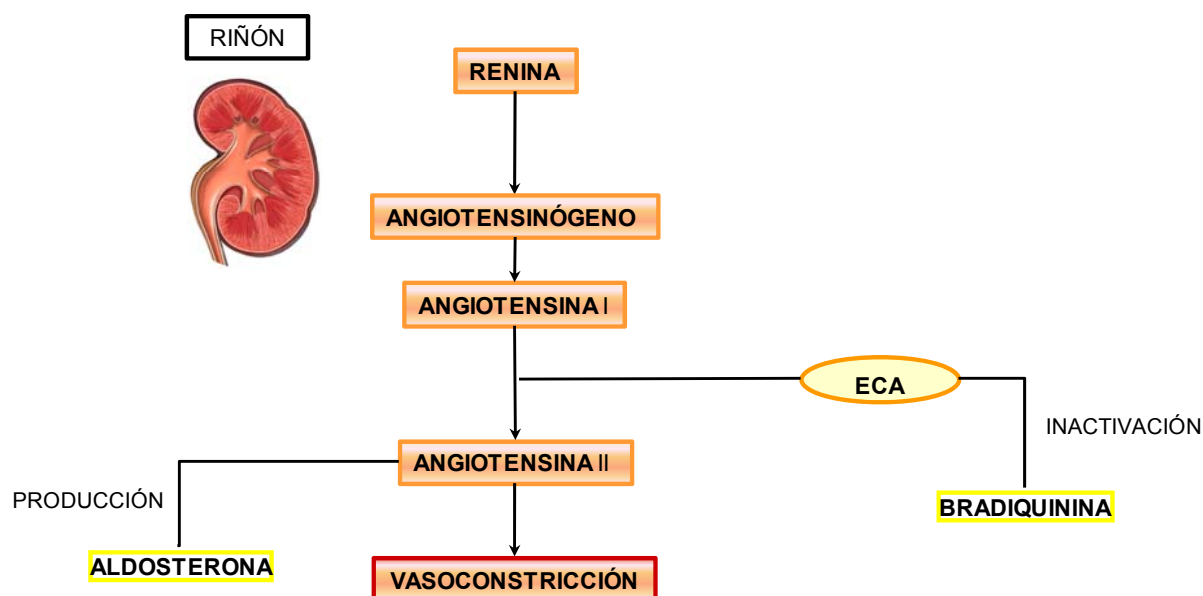 RIÑÓN
RENINA
ANGIOTENSINÓGENO
ANGIOTENSINA I
ECA
INACTIVACIÓN
ANGIOTENSINA II
PRODUCCIÓN
BRADIQUININA
ALDOSTERONA
VASOCONSTRICCIÓN